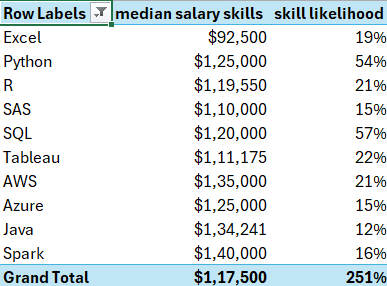 Row Labels median salary skills skill likelihood
Excel $92,500 19%
Python $1,25,000 54%
R $1,19,550 21%
SAS $1,10,000 15%
SQL $1,20,000 57%
Tableau $1,11,175 22%
AWS $1,35,000 21%
Azure $1,25,000 15%
Java $1,34,241 12%
Spark $1,40,000 16%
Grand Total $1,17,500 251%